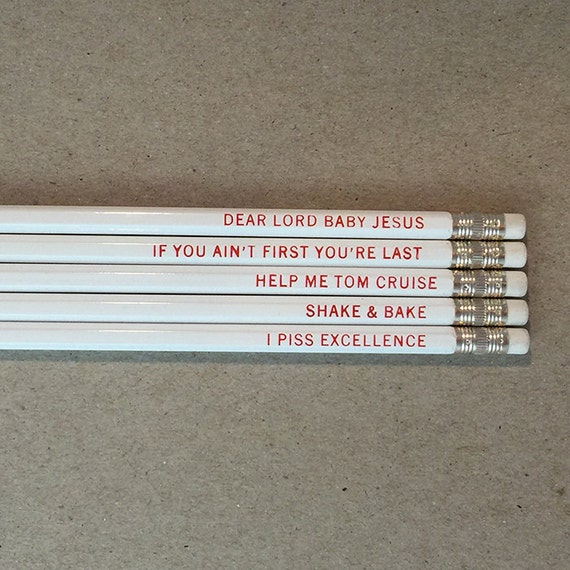 DEAR LORD BABY JESUS
IF YOU AIN'T FIRST YOU'RE LAST
HELP ME TOM CRUISE
SHAKE & BAKE
I PISS EXCELLENCE